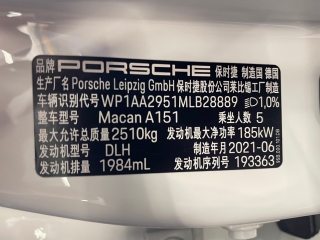 品牌 PORSCHE 保时捷 制造国 德国
生产厂名 Porsche Leipzig GmbH 保时捷股份公司莱比锡工厂制造
车辆识别代号 WP1AA2951MLB28889 1,0%
整车型号 Macan A151 乘坐人数 5
最大允许总质量 2510kg 发动机最大净功率 185kW
发动机型号 DLH 制造年月 2021-06
发动机排量 1984mL 发动机序列号 193363